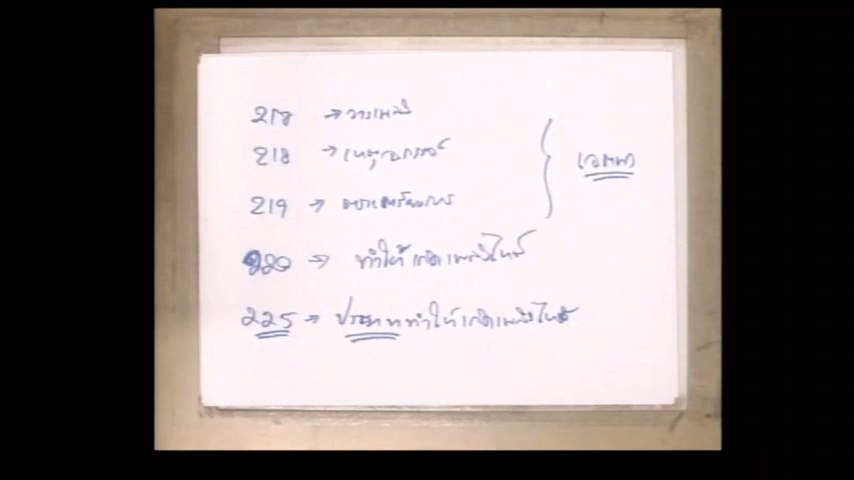 218 → วางเพลิง
218 → เหตุฉกรรจ์
219 → ตระเตรียมการ
(เจตนา)
220 → ทำให้เกิดเพลิงไหม้
225 → ประมาททำให้เกิดเพลิงไหม้